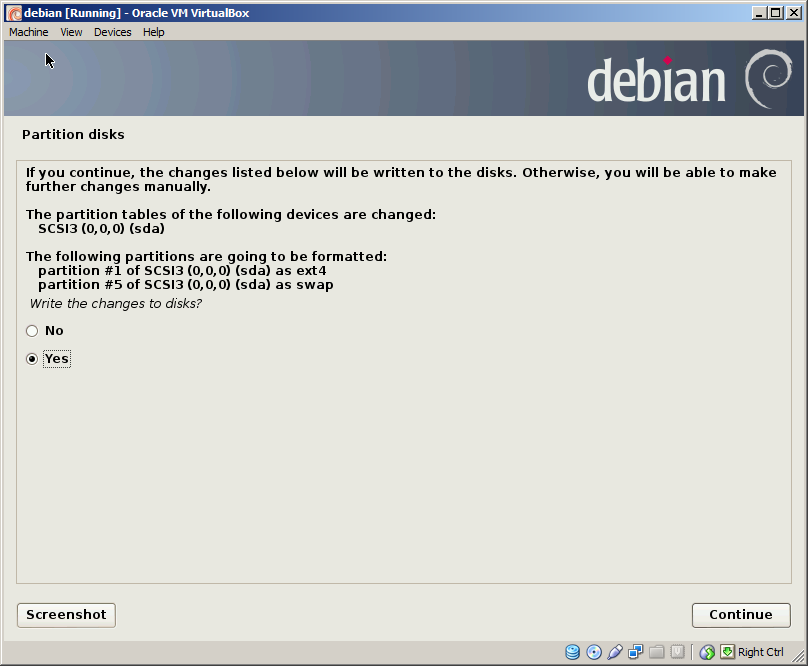 debian [Running] - Oracle VM VirtualBox
Machine View Devices Help
debian
Partition disks
If you continue, the changes listed below will be written to the disks. Otherwise, you will be able to make
further changes manually.
The partition tables of the following devices are changed:
SCSI3 (0,0,0) (sda)
The following partitions are going to be formatted:
partition #1 of SCSI3 (0,0,0) (sda) as ext4
partition #5 of SCSI3 (0,0,0) (sda) as swap
Write the changes to disks?
No
Yes
Screenshot Continue
Right Ctrl